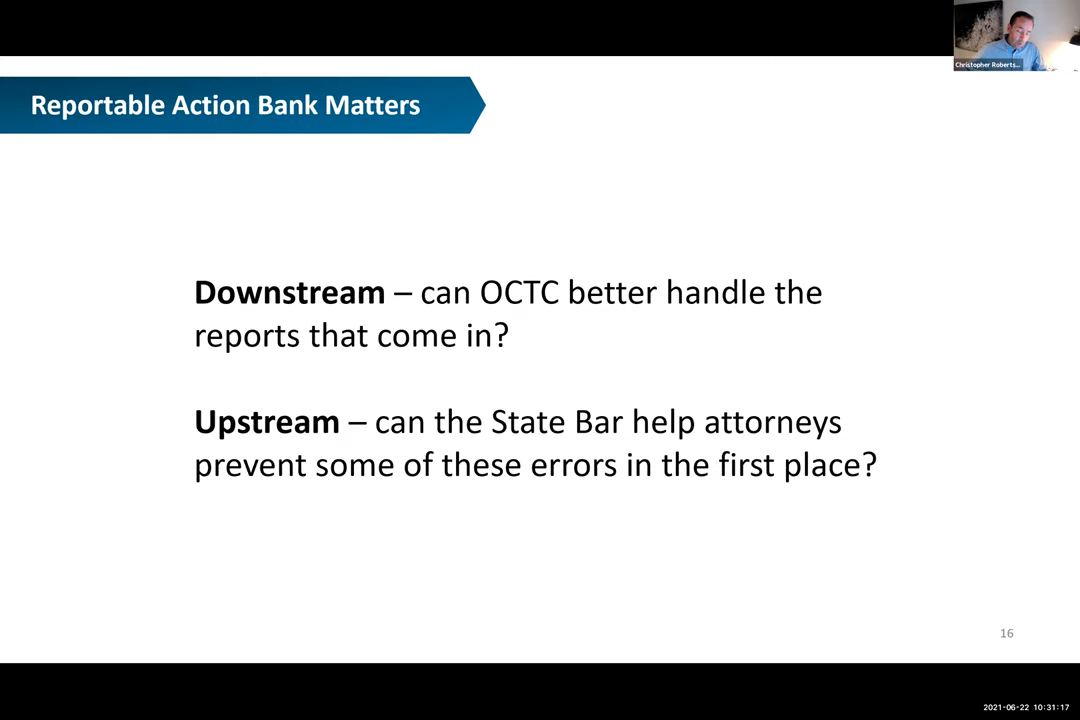 Christopher Roberts...
Reportable Action Bank Matters
Downstream – can OCTC better handle the
reports that come in?
Upstream – can the State Bar help attorneys
prevent some of these errors in the first place?
16
2021-06-22 10:31:17